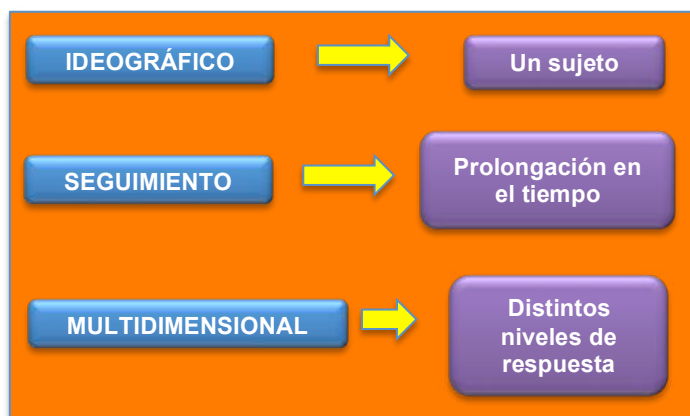 IDEOGRÁFICO
Un sujeto
SEGUIMIENTO
Prolongación en
el tiempo
MULTIDIMENSIONAL
Distintos
niveles de
respuesta